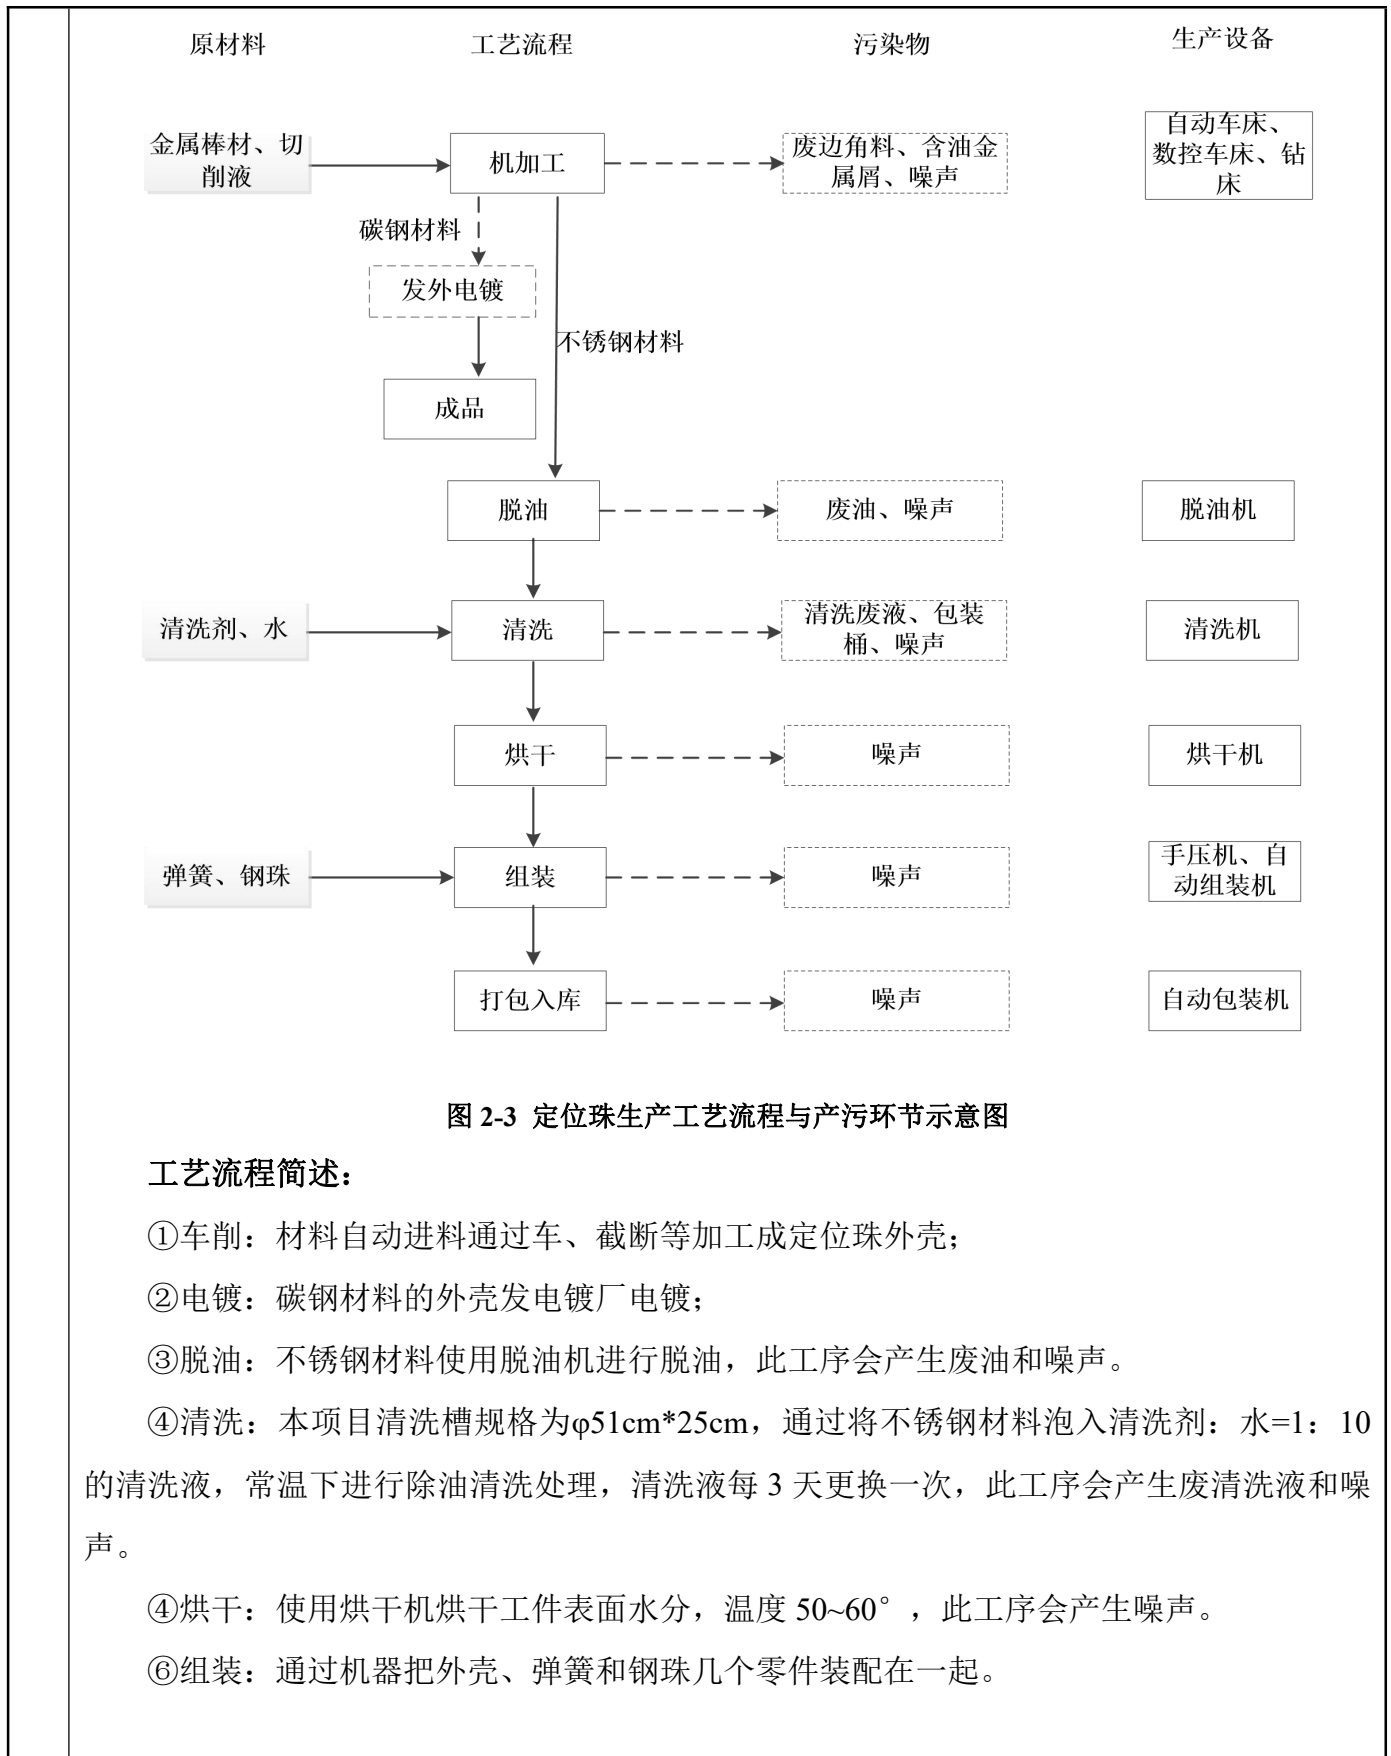 原材料
工艺流程
污染物
生产设备
金属棒材、切
削液
机加工
废边角料、含油金
属屑、噪声
自动车床、
数控车床、钻
床
碳钢材料
发外电镀
不锈钢材料
成品
脱油
废油、噪声
脱油机
清洗剂、水
清洗
清洗废液、包装
桶、噪声
清洗机
烘干
噪声
烘干机
弹簧、钢珠
组装
噪声
手压机、自
动组装机
打包入库
噪声
自动包装机
图 2-3 定位珠生产工艺流程与产污环节示意图
工艺流程简述：
①车削：材料自动进料通过车、截断等加工成定位珠外壳；
②电镀：碳钢材料的外壳发电镀厂电镀；
③脱油：不锈钢材料使用脱油机进行脱油，此工序会产生废油和噪声。
④清洗：本项目清洗槽规格为φ51cm*25cm，通过将不锈钢材料泡入清洗剂：水=1：10
的清洗液，常温下进行除油清洗处理，清洗液每 3 天更换一次，此工序会产生废清洗液和噪
声。
④烘干：使用烘干机烘干工件表面水分，温度 50~60°，此工序会产生噪声。
⑥组装：通过机器把外壳、弹簧和钢珠几个零件装配在一起。